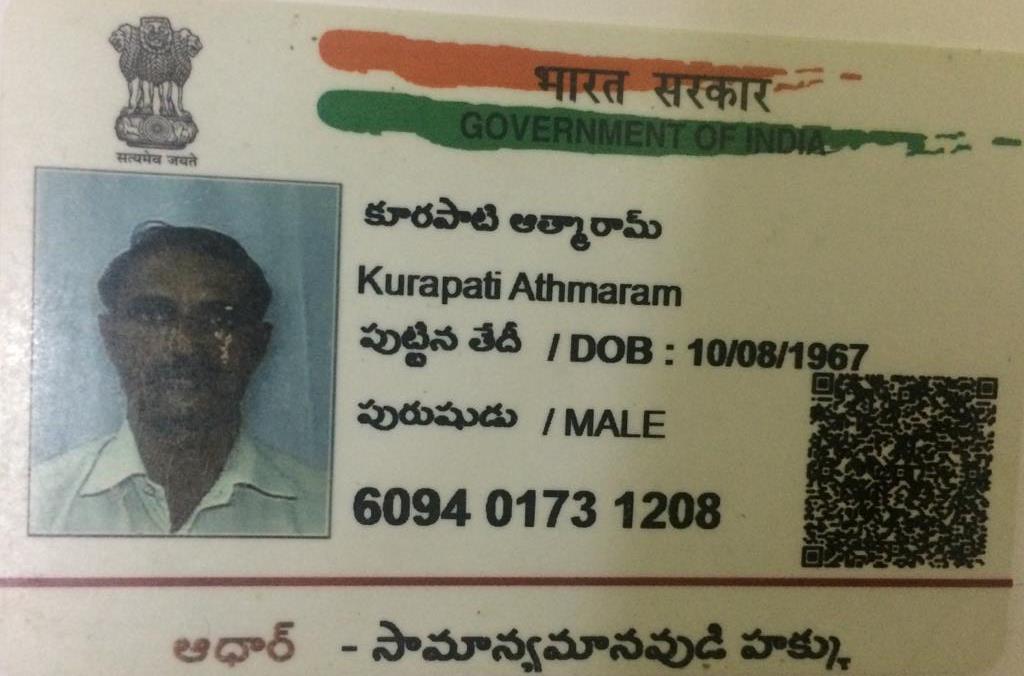 सत्यमेव जयते
भारत सरकार
GOVERNMENT OF INDIA
కూరపాటి ఆత్మారామ్
Kurapati Athmaram
పుట్టిన తేదీ / DOB : 10/08/1967
పురుషుడు / MALE
6094 0173 1208
ఆధార్ - సామాన్యమానవుడి హక్కు